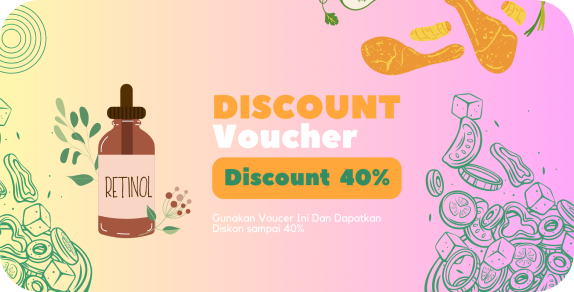 DISCOUNT
Voucher
Discount 40%
RETINOL
Gunakan Voucer Ini Dan Dapatkan
Diskon sampai 40%